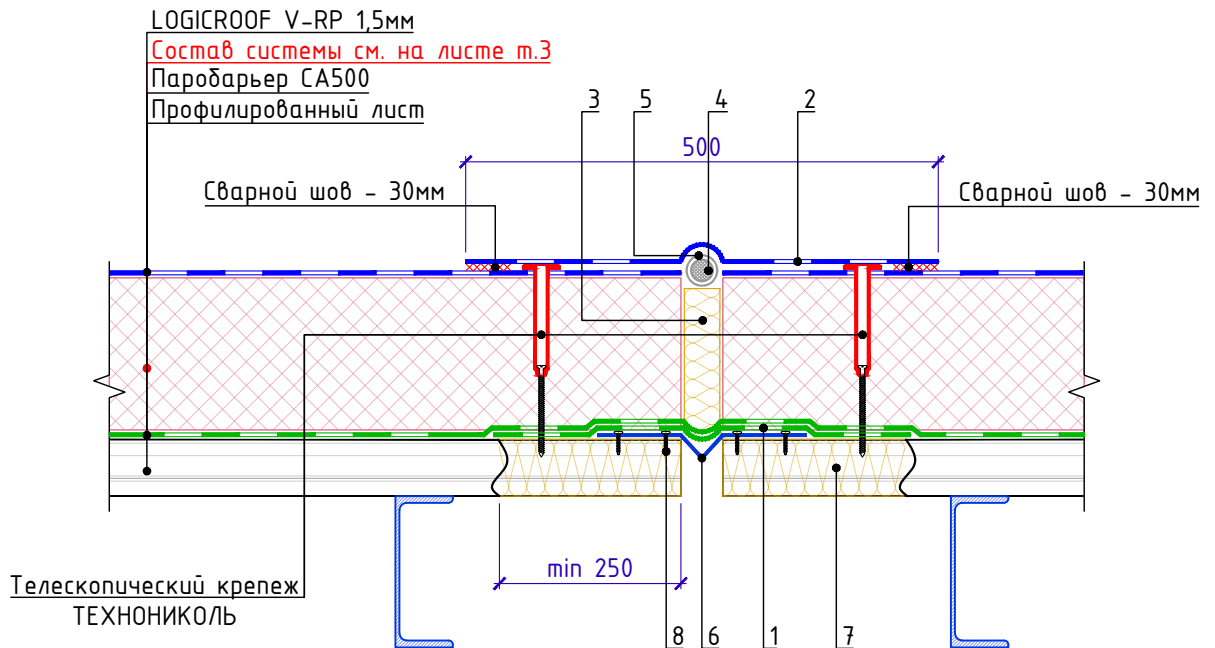 LOGICROOF V-RP 1,5мм
Состав системы см. на листе т.3
Паробарьер СА500
Профилированный лист
3 5 4 2
500
Сварной шов - 30мм
Сварной шов - 30мм
min 250
Телескопический крепеж
ТЕХНОНИКОЛЬ
8 6 1 7